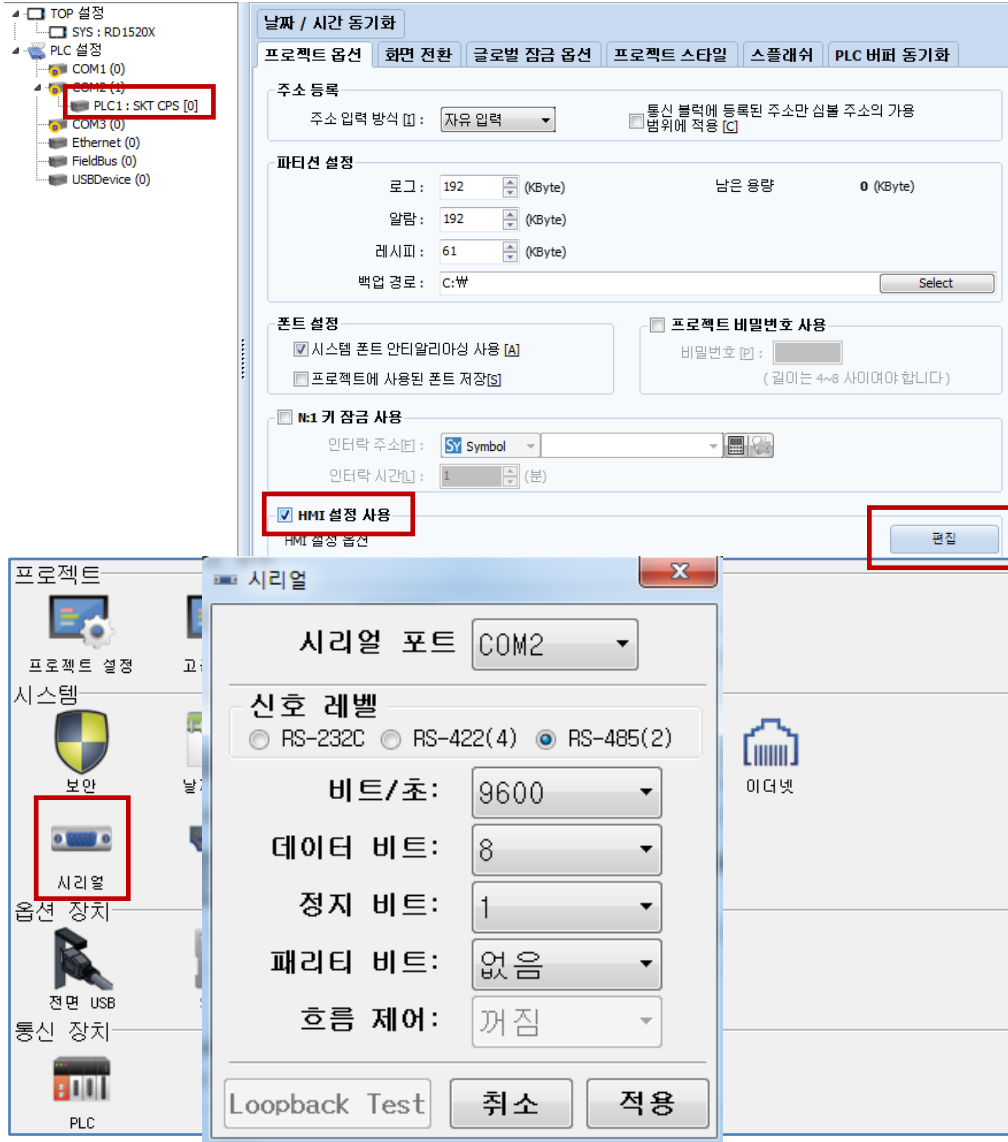 TOP 설정
SYS : RD1520X
PLC 설정
COM1 (0)
COM2 (1)
PLC1 : SKT CPS [0]
COM3 (0)
Ethernet (0)
FieldBus (0)
USBDevice (0)
날짜 / 시간 동기화
프로젝트 옵션 화면 전환 글로벌 잠금 옵션 프로젝트 스타일 스플래쉬 PLC 버퍼 동기화
주소 등록
주소 입력 방식 [I] : 자유 입력 통신 블럭에 등록된 주소만 심볼 주소의 가용
범위에 적용 [C]
파티션 설정
로그 : 192 (KByte) 남은 용량 0 (KByte)
알람 : 192 (KByte)
레시피 : 61 (KByte)
백업 경로 : C:₩ Select
폰트 설정 프로젝트 비밀번호 사용
시스템 폰트 안티알리아싱 사용 [A] 비밀번호 [P] :
프로젝트에 사용된 폰트 저장[S] ( 길이는 4~8 사이여야 합니다 )
N:1 키 잠금 사용
인터락 주소[F] : SY Symbol
인터락 시간[L] : 1 (분)
HMI 설정 사용
HMI 설정 옵션 편집
프로젝트
프로젝트 설정
시스템
보안
이더넷
시리얼
옵션 장치
전면 USB
통신 장치
PLC
시리얼
시리얼 포트 COM2
신호 레벨
RS-232C RS-422(4) RS-485(2)
비트/초: 9600
데이터 비트: 8
정지 비트: 1
패리티 비트: 없음
흐름 제어: 꺼짐
Loopback Test 취소 적용